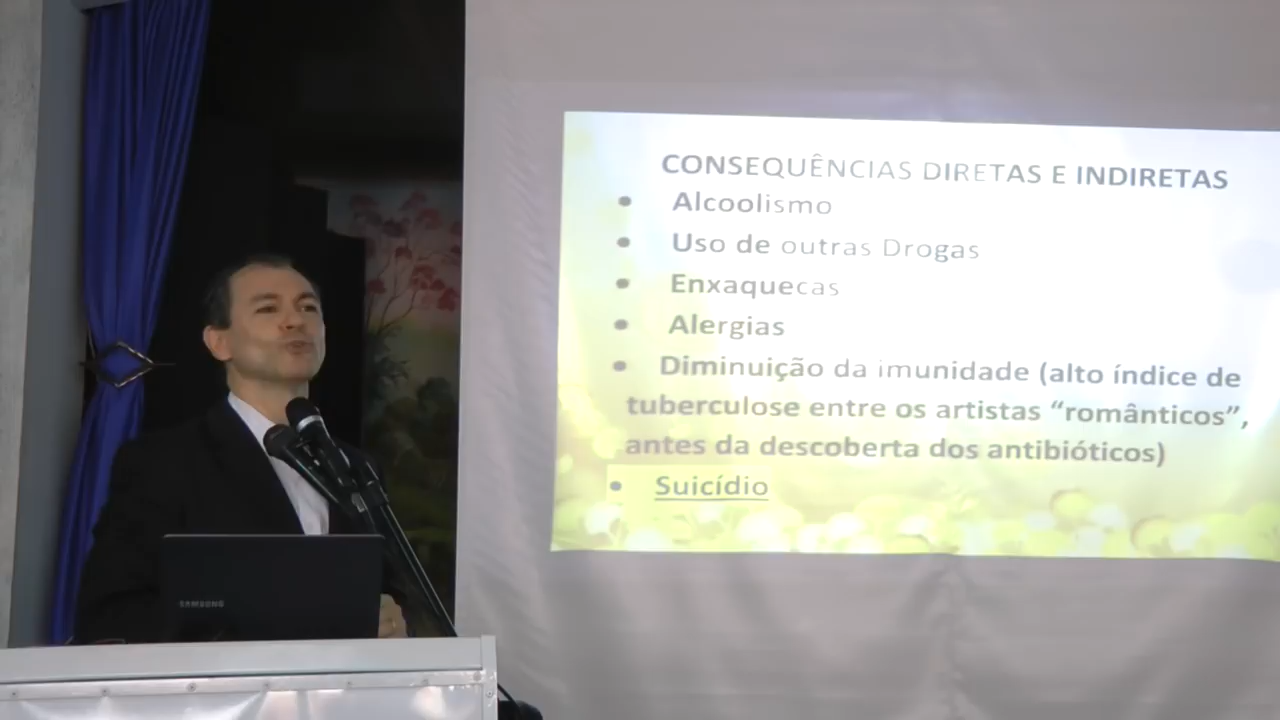 CONSEQUÊNCIAS DIRETAS E INDIRETAS
• Alcoolismo
• Uso de outras Drogas
• Enxaquecas
• Alergias
• Diminuição da imunidade (alto índice de
tuberculose entre os artistas “românticos”,
antes da descoberta dos antibióticos)
• Suicídio
SAMSUNG